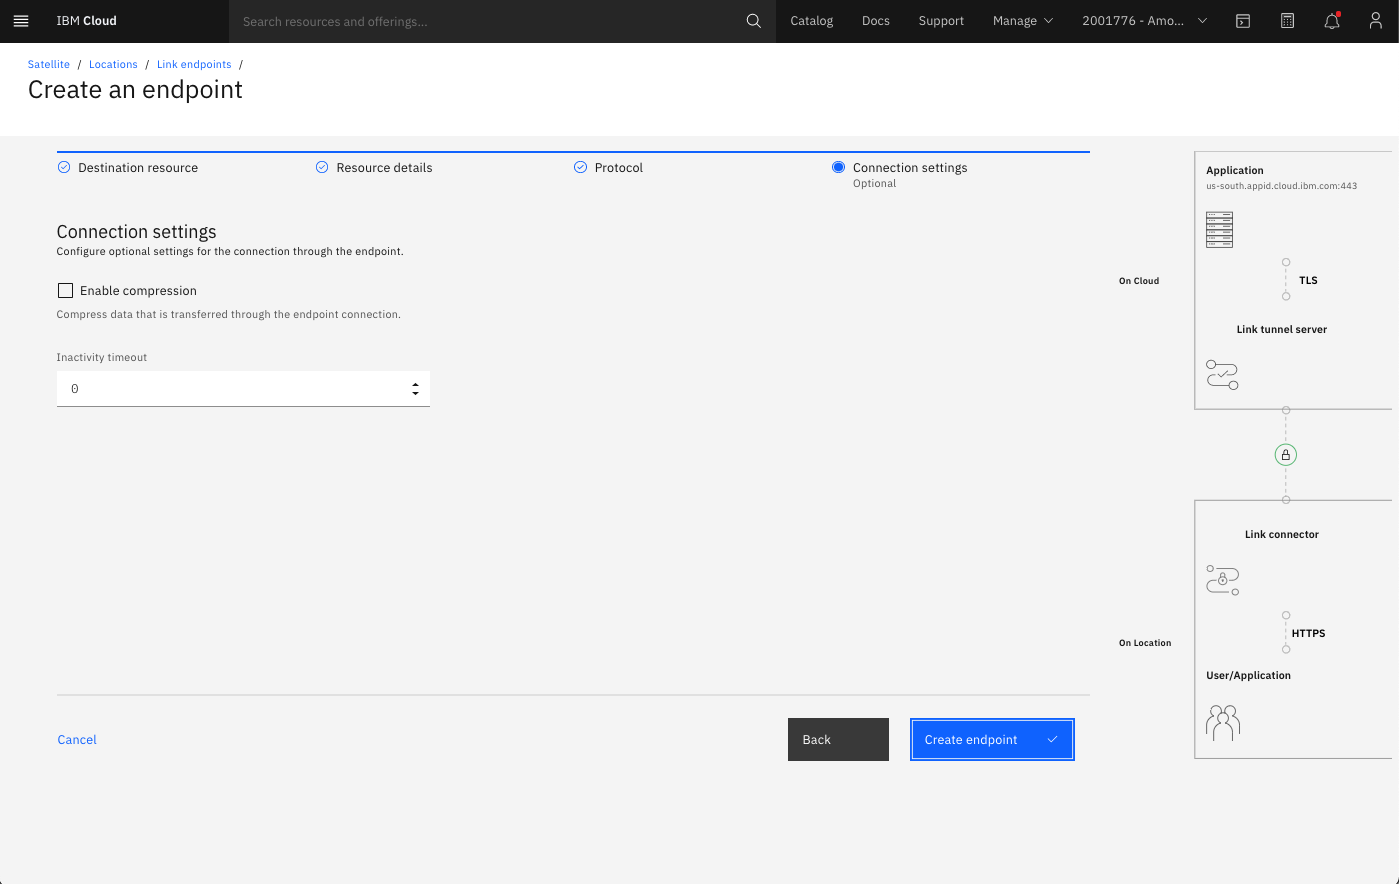 IBM Cloud
Search resources and offerings...
Catalog
Docs
Support
Manage
2001776 - Amo...
Satellite / Locations / Link endpoints /
Create an endpoint
Destination resource
Resource details
Protocol
Connection settings
Optional
Connection settings
Configure optional settings for the connection through the endpoint.
Enable compression
Compress data that is transferred through the endpoint connection.
Inactivity timeout
0
Cancel
Back
Create endpoint
On Cloud
Application
us-south.appid.cloud.ibm.com:443
TLS
Link tunnel server
On Location
Link connector
HTTPS
User/Application